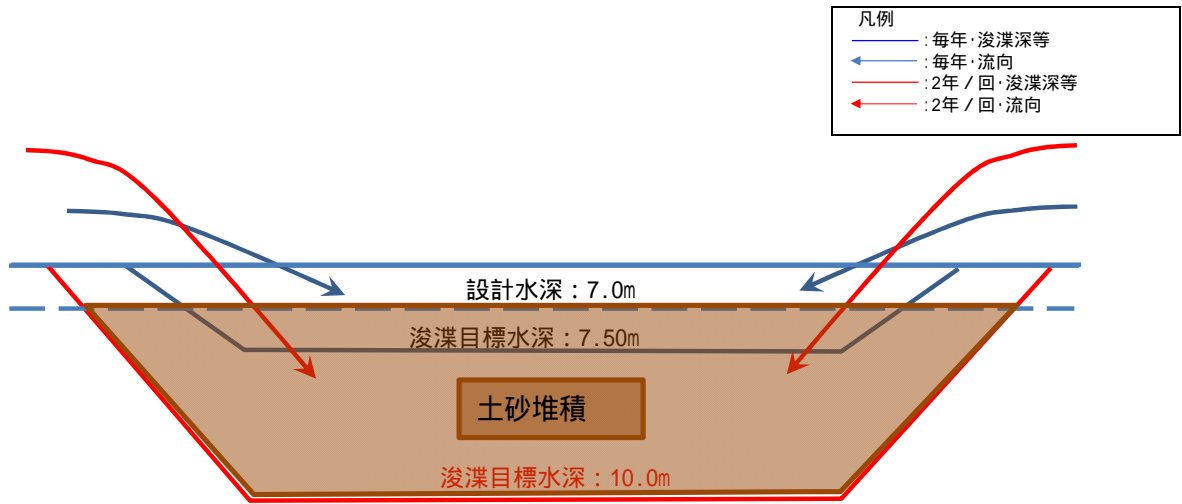 凡例
：毎年・浚渫深等
：毎年・流向
：2年／回・浚渫深等
：2年／回・流向
設計水深：7.0m
浚渫目標水深：7.50m
土砂堆積
浚渫目標水深：10.0m